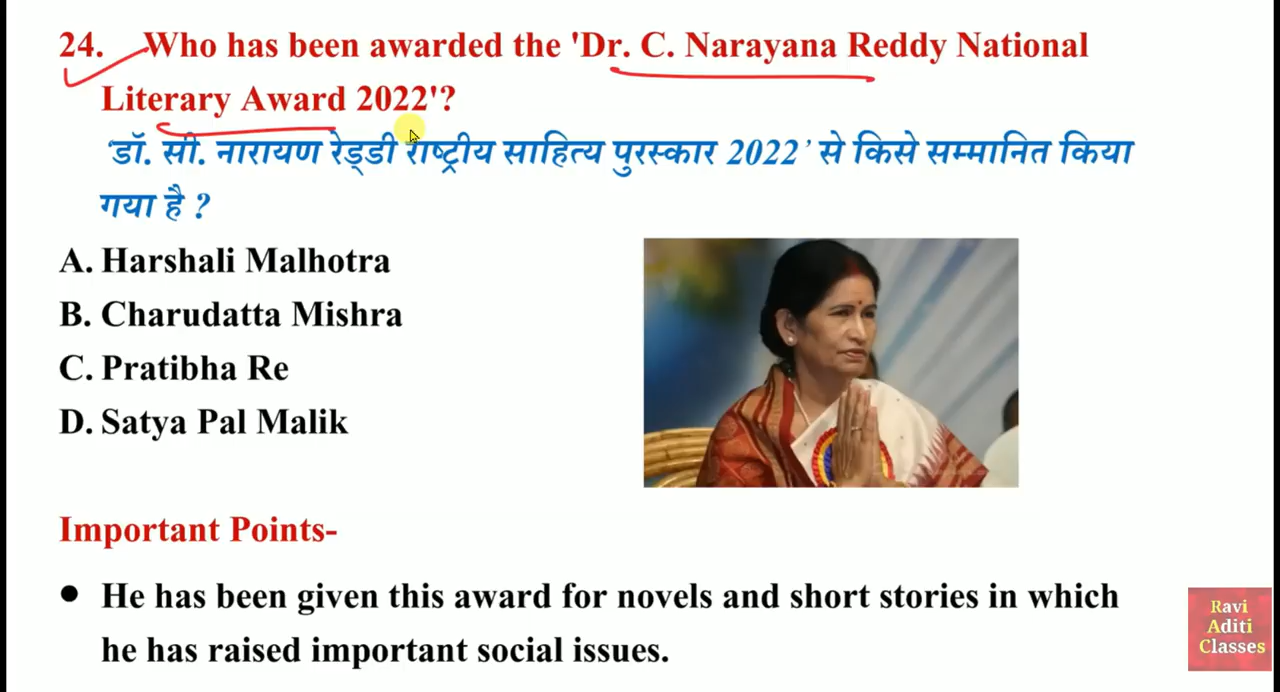 24. Who has been awarded the 'Dr. C. Narayana Reddy National
Literary Award 2022'?
‘डॉ. सी. नारायण रेड्डी राष्ट्रीय साहित्य पुरस्कार 2022’ से किसे सम्मानित किया
गया है ?
A. Harshali Malhotra
B. Charudatta Mishra
C. Pratibha Re
D. Satya Pal Malik
Important Points-
● He has been given this award for novels and short stories in which
he has raised important social issues.
Ravi
Aditi
Classes